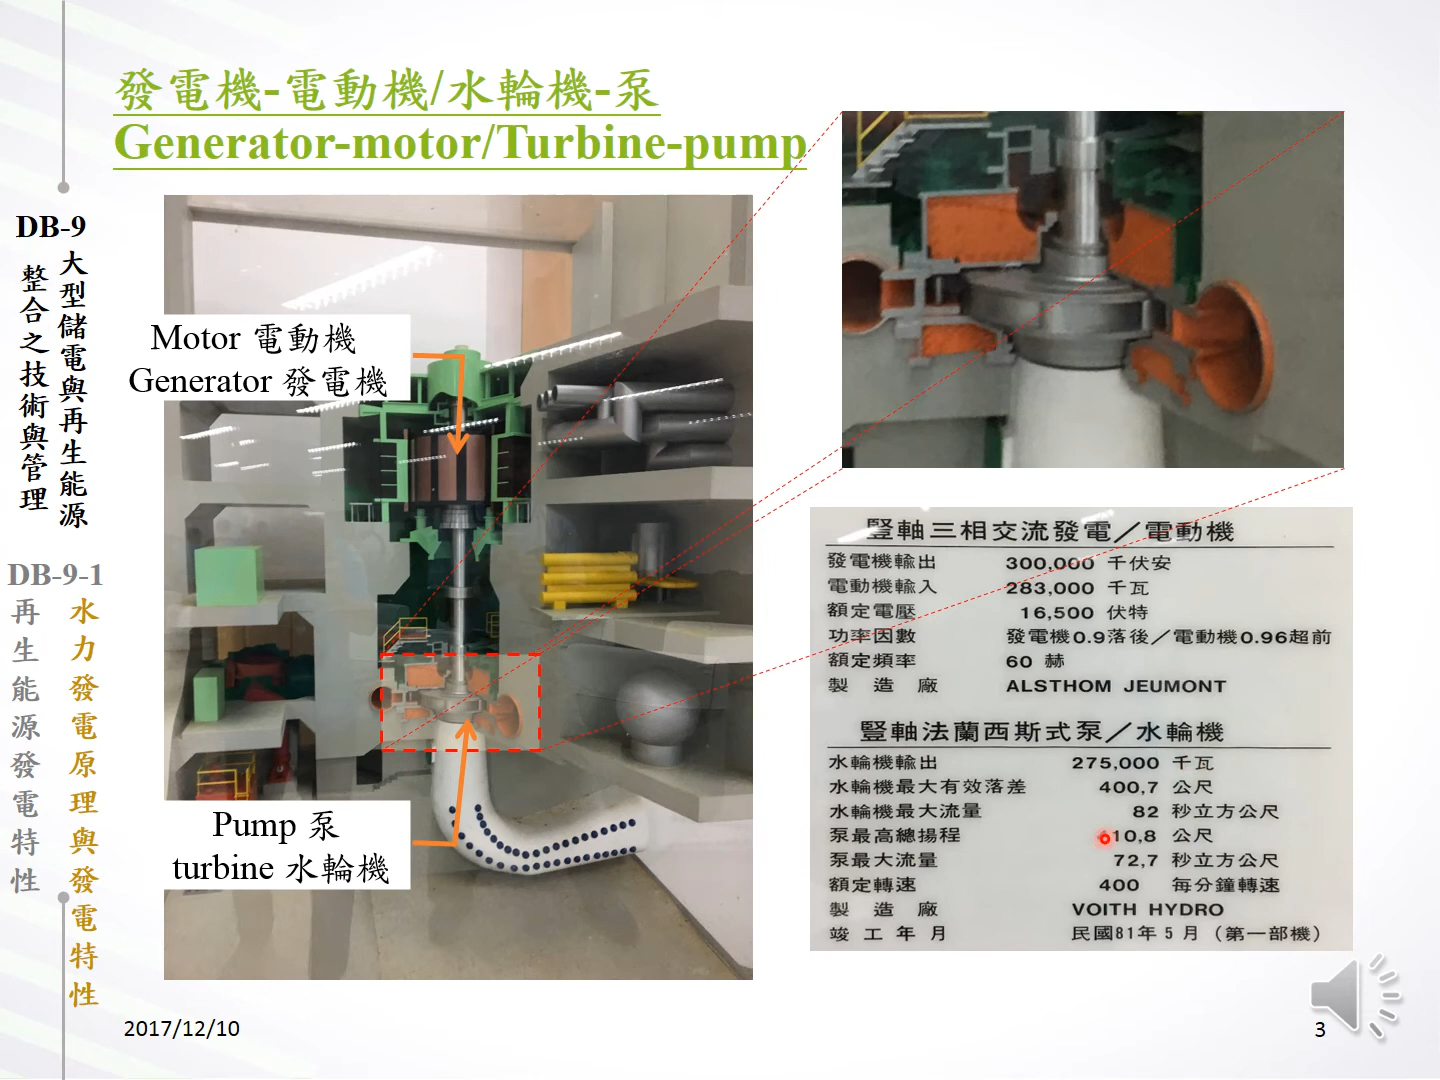 發電機-電動機/水輪機-泵
Generator-motor/Turbine-pump
DB-9
大型儲電與再生能源
整合之技術與管理
DB-9-1
再生能源發電特性
水力發電原理與發電特性
Motor 電動機
Generator 發電機
Pump 泵
turbine 水輪機
豎軸三相交流發電／電動機
發電機輸出 300,000 千伏安
電動機輸入 283,000 千瓦
額定電壓 16,500 伏特
功率因數 發電機0.9落後／電動機0.96超前
額定頻率 60 赫
製造廠 ALSTHOM JEUMONT
豎軸法蘭西斯式泵／水輪機
水輪機輸出 275,000 千瓦
水輪機最大有效落差 400,7 公尺
水輪機最大流量 82 秒立方公尺
泵最高總揚程 10,8 公尺
泵最大流量 72,7 秒立方公尺
額定轉速 400 每分鐘轉速
製造廠 VOITH HYDRO
竣工年月 民國81年5月（第一部機）
2017/12/10
3